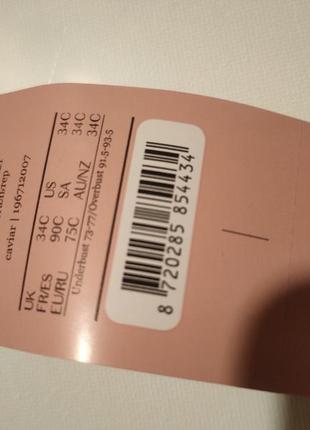 caviar | 196712007
UK 34C US 34C
FR/ES 90C SA 34C
EU/RU 75C AU/NZ 34C
Underbust 73-77/Overbust 91.5-93.5
8 720285 854434